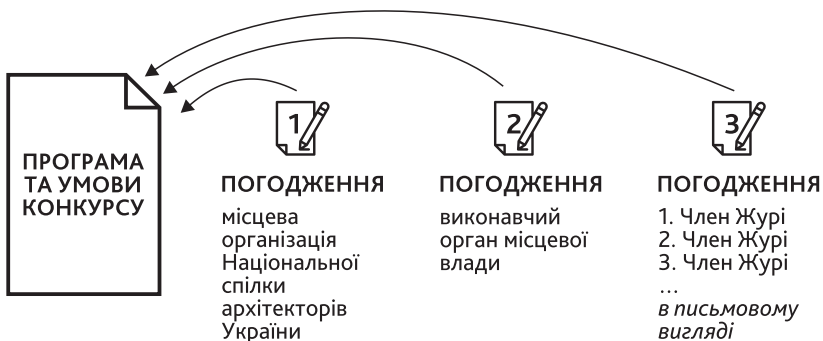 ПРОГРАМА
ТА УМОВИ
КОНКУРСУ
1
ПОГОДЖЕННЯ
місцева
організація
Національної
спілки
архітекторів
України
2
ПОГОДЖЕННЯ
виконавчий
орган місцевої
влади
3
ПОГОДЖЕННЯ
1. Член Журі
2. Член Журі
3. Член Журі
...
в письмовому
вигляді